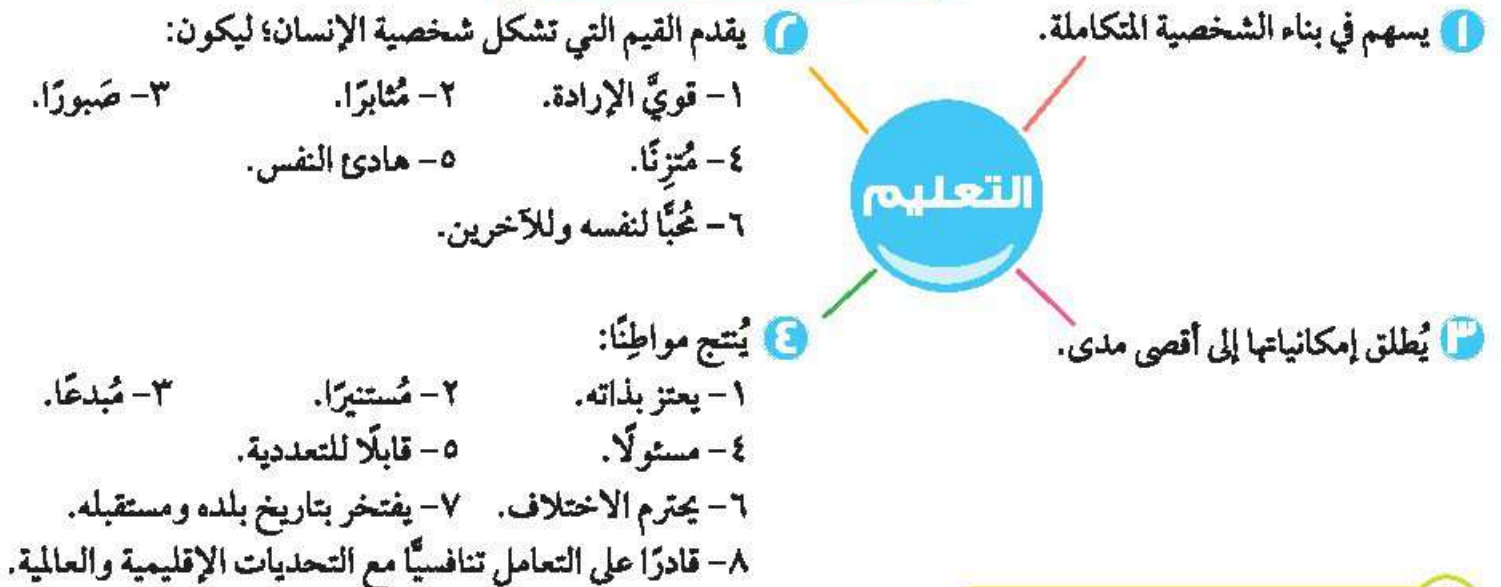 ١ يسهم في بناء الشخصية المتكاملة.
٢ يقدم القيم التي تشكل شخصية الإنسان؛ ليكون:
١- قويَّ الإرادة. ٢- مُثابرًا. ٣- صَبورًا.
٤- مُتزِنًا. ٥- هادئ النفس.
٦- مُحبًّا لنفسه وللآخرين.
التعليم
٣ يُطلق إمكانياتها إلى أقصى مدى.
٤ يُنتج مواطِنًا:
١- يعتز بذاته. ٢- مُستنيرًا. ٣- مُبدعًا.
٤- مسئولًا. ٥- قابلًا للتعددية.
٦- يحترم الاختلاف. ٧- يفتخر بتاريخ بلده ومستقبله.
٨- قادرًا على التعامل تنافسيًّا مع التحديات الإقليمية والعالمية.